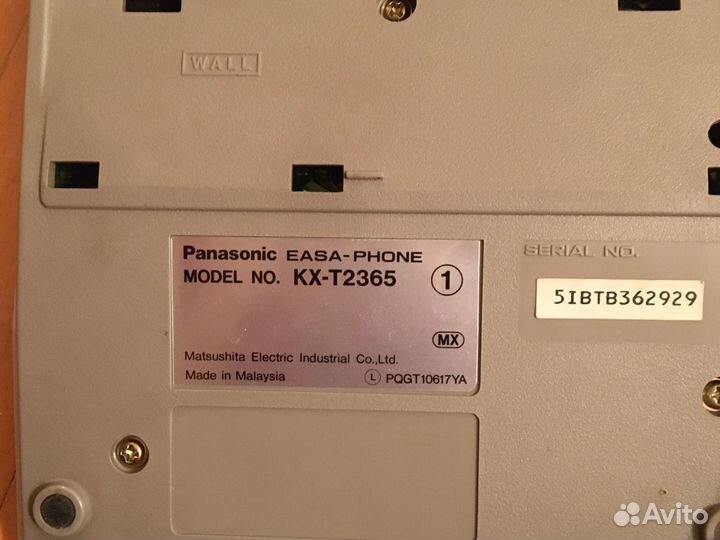 WALL
Panasonic EASA-PHONE
MODEL NO. KX-T2365 1
MX
Matsushita Electric Industrial Co.,Ltd.
Made in Malaysia L PQGT10617YA
SERIAL NO.
5IBTB362929
Avito